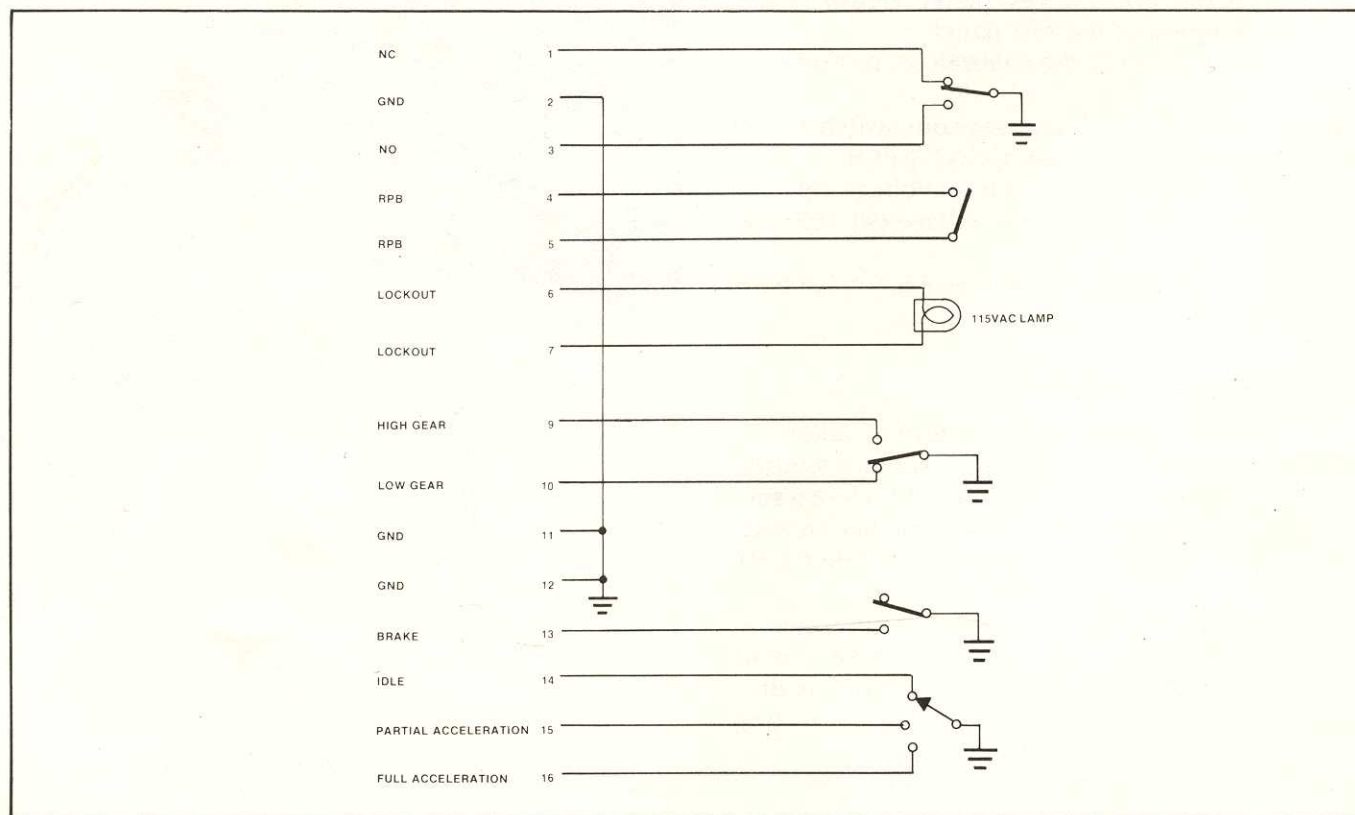 NC 1
GND 2
NO 3
RPB 4
RPB 5
LOCKOUT 6
115VAC LAMP
LOCKOUT 7
HIGH GEAR 9
LOW GEAR 10
GND 11
GND 12
BRAKE 13
IDLE 14
PARTIAL ACCELERATION 15
FULL ACCELERATION 16